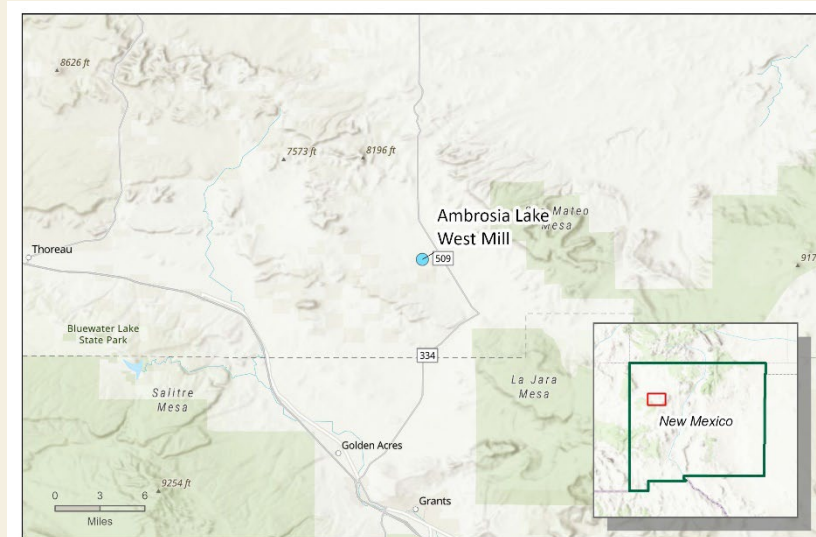 8626 ft
7573 ft
8196 ft
Ambrosia Lake
West Mill
Mateo
Mesa
Thoreau
509
917
Bluewater Lake
State Park
334
La Jara
Mesa
Salitre
Mesa
New Mexico
Golden Acres
9254 ft
0 3 6
Miles
Grants